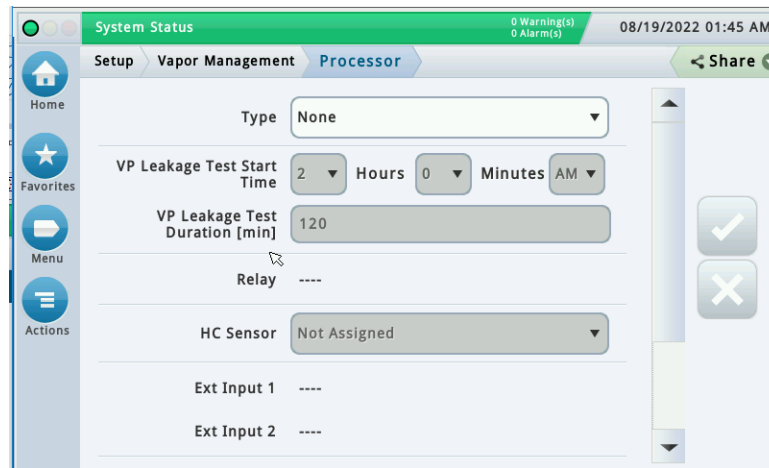 System Status
0 Warning(s)
0 Alarm(s)
08/19/2022 01:45 AM
Setup Vapor Management Processor
Share
Home
Favorites
Menu
Actions
Type None
VP Leakage Test Start
Time
2 Hours 0 Minutes AM
VP Leakage Test
Duration [min]
120
Relay ----
HC Sensor Not Assigned
Ext Input 1 ----
Ext Input 2 ----